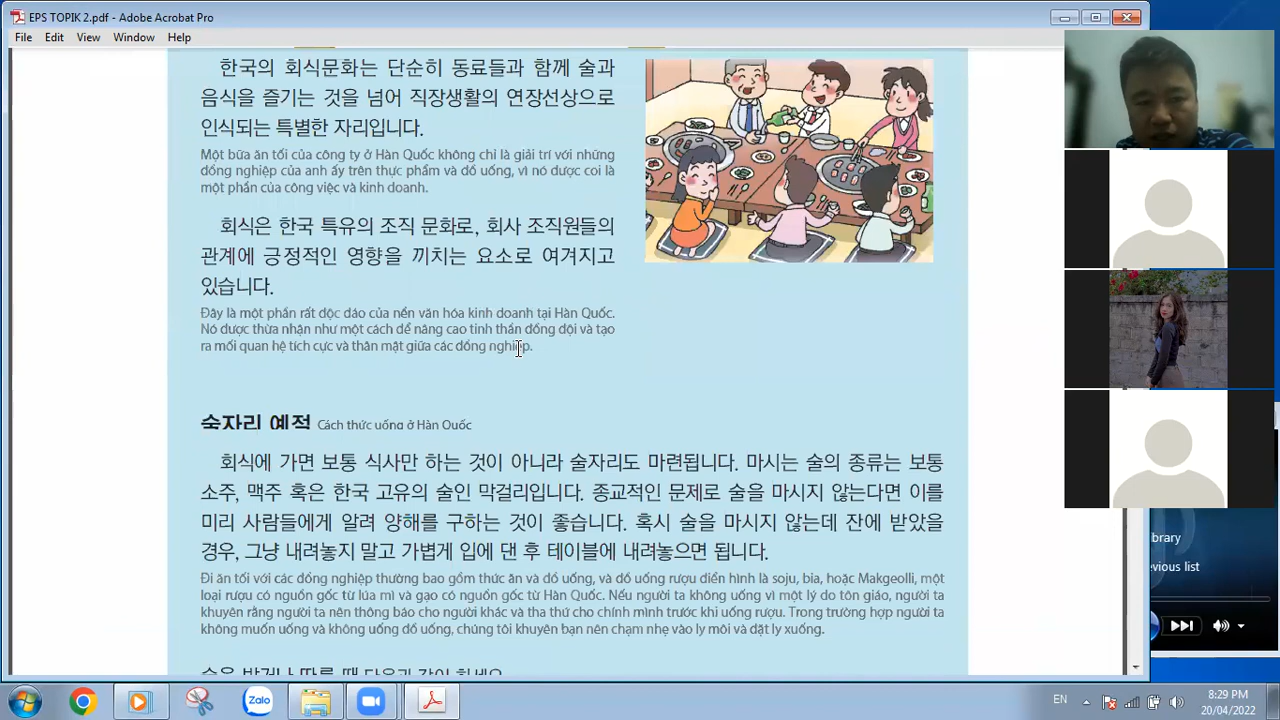 EPS TOPIK 2.pdf - Adobe Acrobat Pro
File Edit View Window Help
한국의 회식문화는 단순히 동료들과 함께 술과
음식을 즐기는 것을 넘어 직장생활의 연장선상으로
인식되는 특별한 자리입니다.
Một bữa ăn tối của công ty ở Hàn Quốc không chỉ là giải trí với những
đồng nghiệp của anh ấy trên thực phẩm và đồ uống, vì nó được coi là
một phần của công việc và kinh doanh.
회식은 한국 특유의 조직 문화로, 회사 조직원들의
관계에 긍정적인 영향을 끼치는 요소로 여겨지고
있습니다.
Đây là một phần rất độc đáo của nền văn hóa kinh doanh tại Hàn Quốc.
Nó được thừa nhận như một cách để nâng cao tinh thần đồng đội và tạo
ra mối quan hệ tích cực và thân mật giữa các đồng nghiệp.
술자리 예절 Cách thức uống ở Hàn Quốc
회식에 가면 보통 식사만 하는 것이 아니라 술자리도 마련됩니다. 마시는 술의 종류는 보통
소주, 맥주 혹은 한국 고유의 술인 막걸리입니다. 종교적인 문제로 술을 마시지 않는다면 이를
미리 사람들에게 알려 양해를 구하는 것이 좋습니다. 혹시 술을 마시지 않는데 잔에 받았을
경우, 그냥 내려놓지 말고 가볍게 입에 댄 후 테이블에 내려놓으면 됩니다.
Đi ăn tối với các đồng nghiệp thường bao gồm thức ăn và đồ uống, và đồ uống rượu điển hình là soju, bia, hoặc Makgeolli, một
loại rượu có nguồn gốc từ lúa mì và gạo có nguồn gốc từ Hàn Quốc. Nếu người ta không uống vì một lý do tôn giáo, người ta
khuyên rằng người ta nên thông báo cho người khác và tha thứ cho chính mình trước khi uống rượu. Trong trường hợp người ta
không muốn uống và không uống đồ uống, chúng tôi khuyên bạn nên chạm nhẹ vào ly môi và đặt ly xuống.
술을 받거나 따를 때 다음과 같이 하세요
ibrary
evious list
Zalo
EN
8:29 PM
20/04/2022